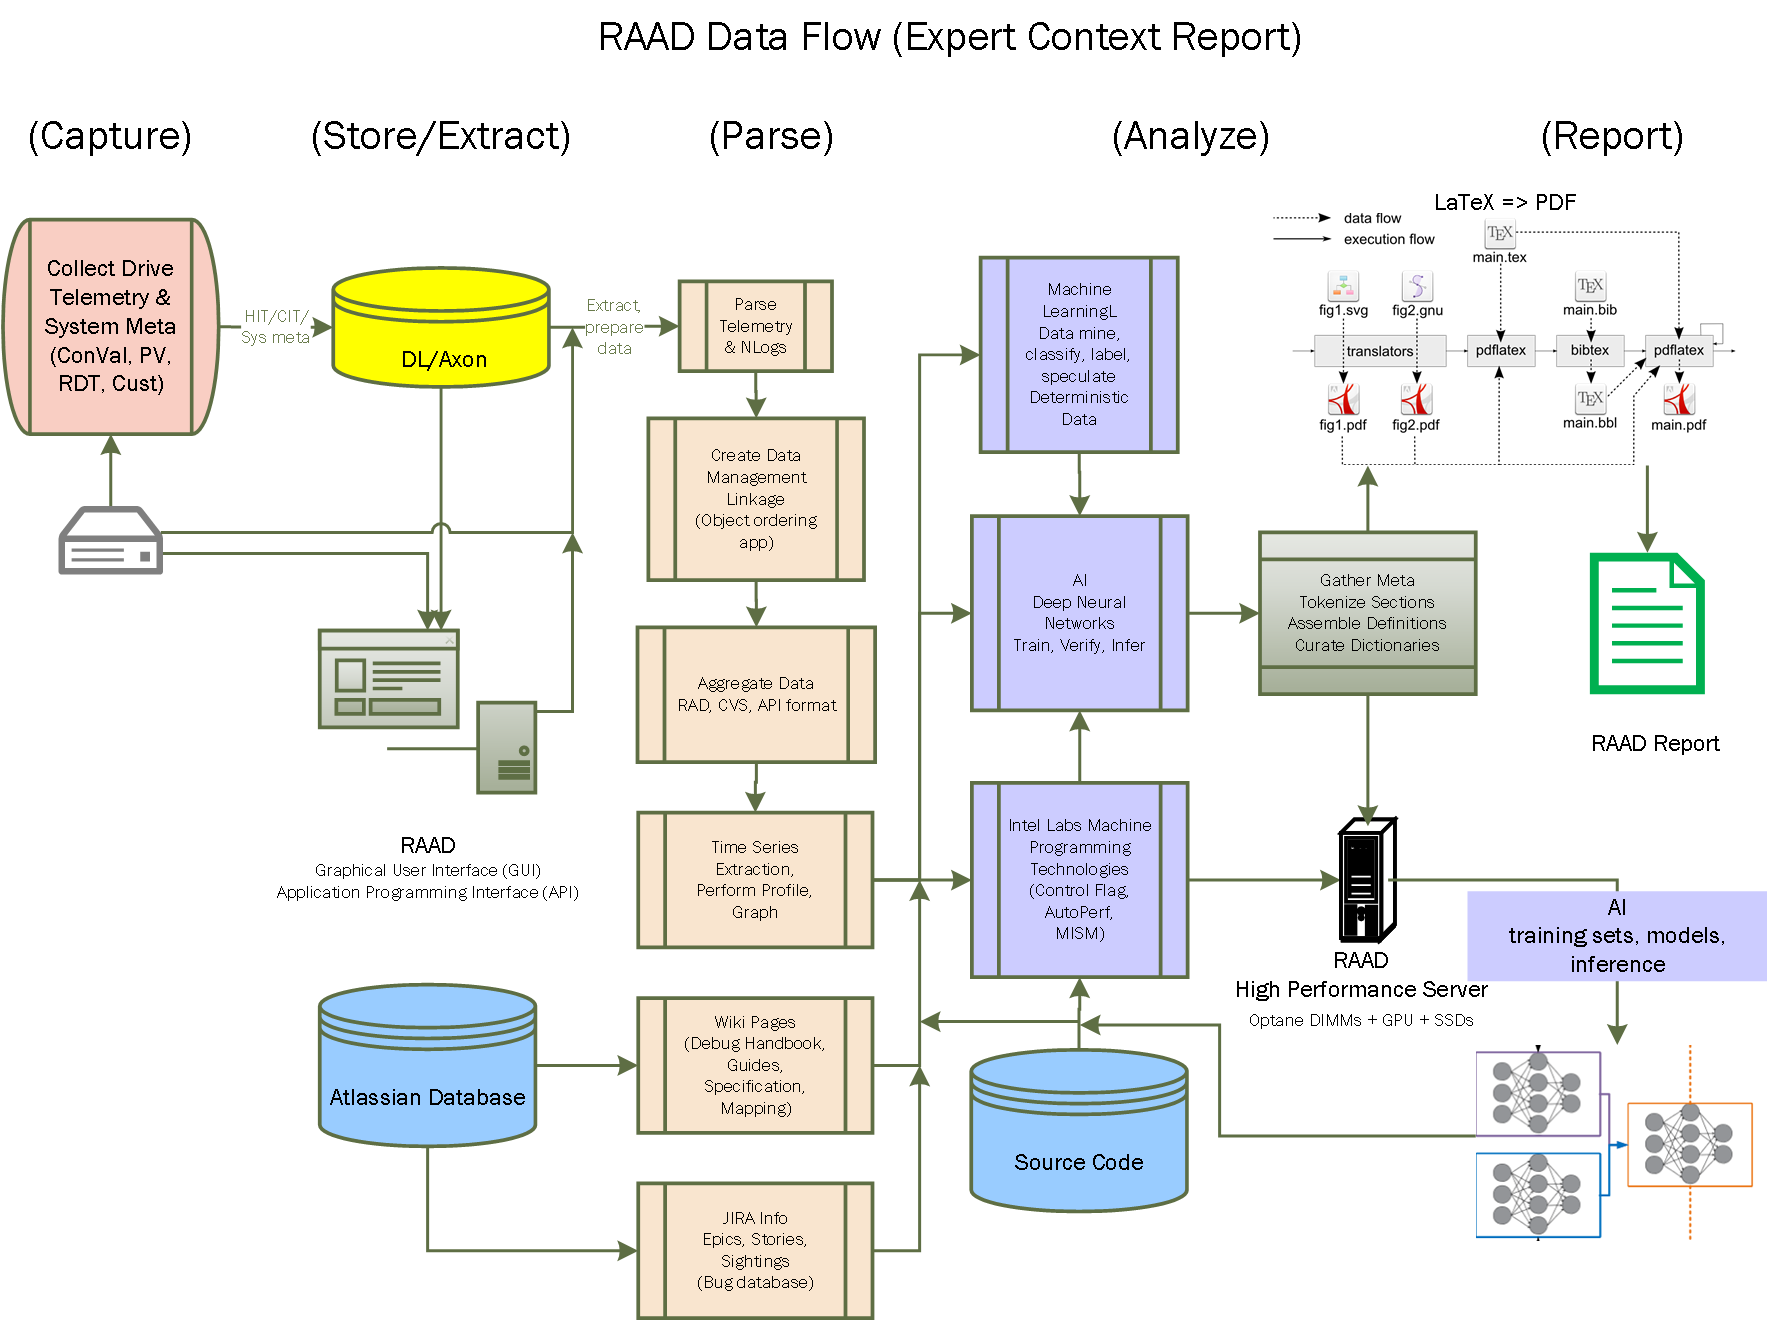 RAAD Data Flow (Expert Context Report)
(Capture)
(Store/Extract)
(Parse)
(Analyze)
(Report)
Collect Drive
Telemetry &
System Meta
(ConVal, PV,
RDT, Cust)
HIT/CIT/
Sys meta
DL/Axon
Extract,
prepare
data
RAAD
Graphical User Interface (GUI)
Application Programming Interface (API)
Atlassian Database
Parse
Telemetry
& NLogs
Create Data
Management
Linkage
(Object ordering
app)
Aggregate Data
RAD, CVS, API format
Time Series
Extraction,
Perform Profile,
Graph
Wiki Pages
(Debug Handbook,
Guides,
Specification,
Mapping)
JIRA Info
Epics, Stories,
Sightings
(Bug database)
Machine
LearningL
Data mine,
classify, label,
speculate
Deterministic
Data
AI
Deep Neural
Networks
Train, Verify, Infer
Intel Labs Machine
Programming
Technologies
(Control Flag,
AutoPerf,
MISM)
Source Code
Gather Meta
Tokenize Sections
Assemble Definitions
Curate Dictionaries
RAAD
High Performance Server
Optane DIMMs + GPU + SSDs
LaTeX => PDF
data flow
execution flow
TEX
main.tex
fig1.svg
fig2.gnu
TEX
main.bib
translators
pdflatex
bibtex
pdflatex
fig1.pdf
fig2.pdf
TEX
main.bbl
main.pdf
RAAD Report
AI
training sets, models,
inference